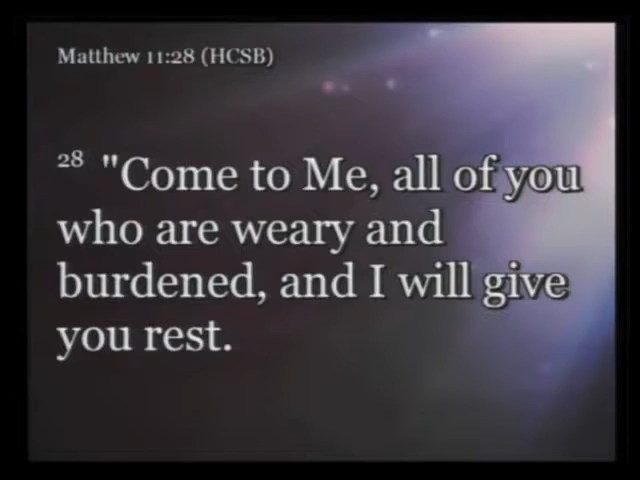 Matthew 11:28 (HCSB)
28 "Come to Me, all of you
who are weary and
burdened, and I will give
you rest.